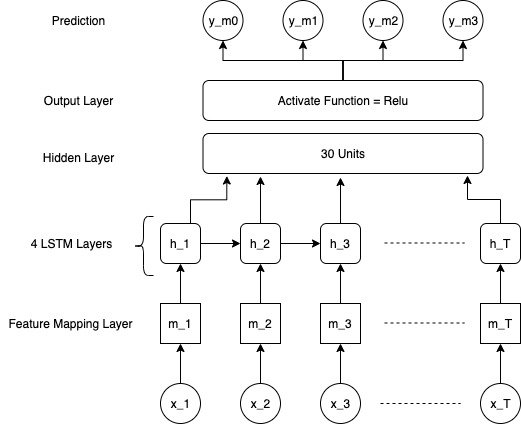 Prediction y_m0 y_m1 y_m2 y_m3
Output Layer Activate Function = Relu
Hidden Layer 30 Units
4 LSTM Layers h_1 h_2 h_3 h_T
Feature Mapping Layer m_1 m_2 m_3 m_T
x_1 x_2 x_3 x_T